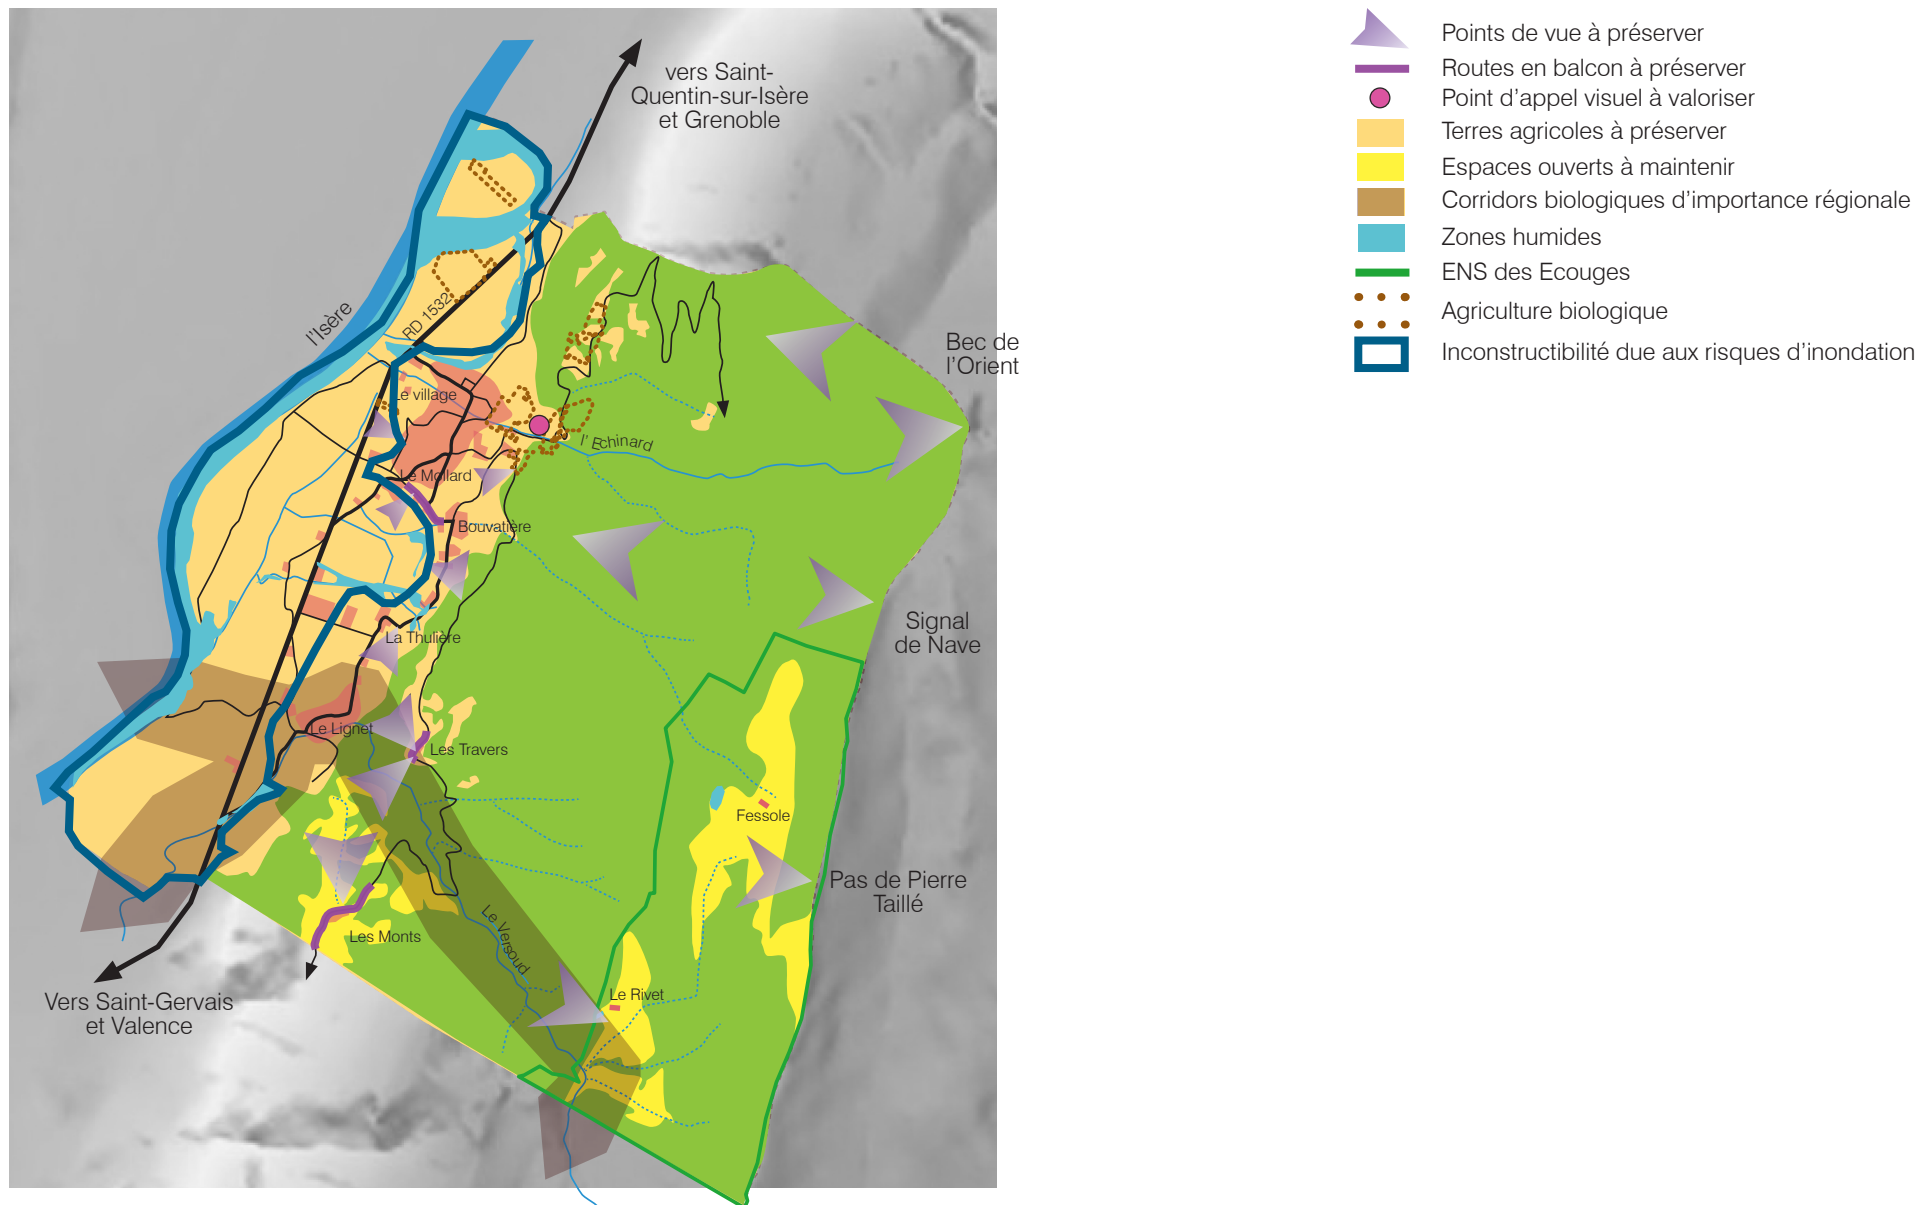 vers Saint-
Quentin-sur-Isère
et Grenoble
l'Isère
RD 1532
Bec de
l'Orient
Le village
l' Echinard
Le Mollard
Bouvatière
Signal
de Nave
La Thulière
Le Lignet
Les Travers
Fessole
Pas de Pierre
Taillé
Le Versoud
Les Monts
Le Rivet
Vers Saint-Gervais
et Valence
Points de vue à préserver
Routes en balcon à préserver
Point d'appel visuel à valoriser
Terres agricoles à préserver
Espaces ouverts à maintenir
Corridors biologiques d'importance régionale
Zones humides
ENS des Ecouges
Agriculture biologique
Inconstructibilité due aux risques d'inondation